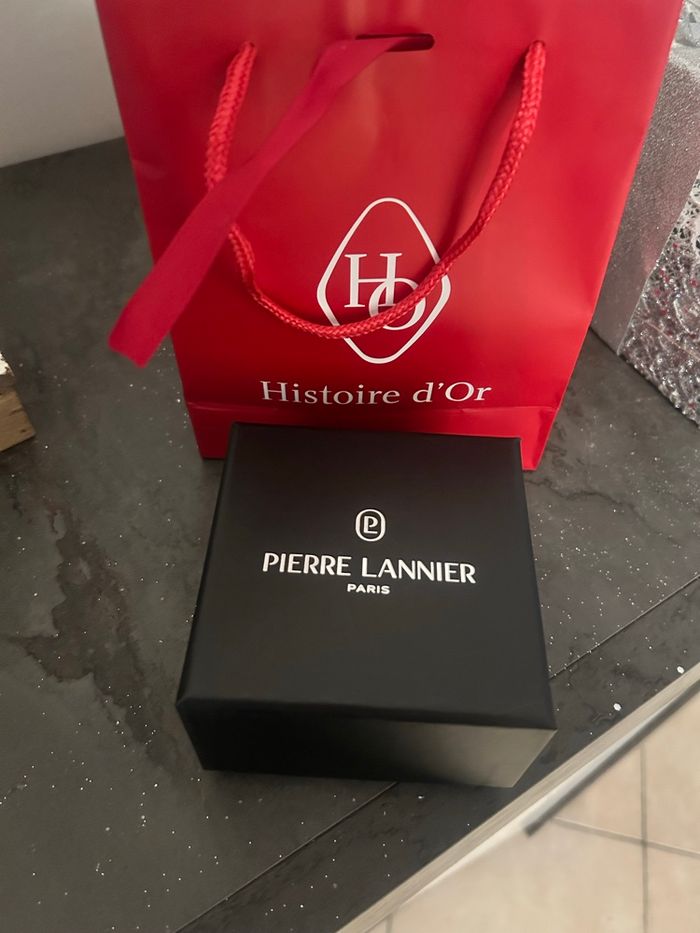 HO
Histoire d'Or
PL
PIERRE LANNIER
PARIS